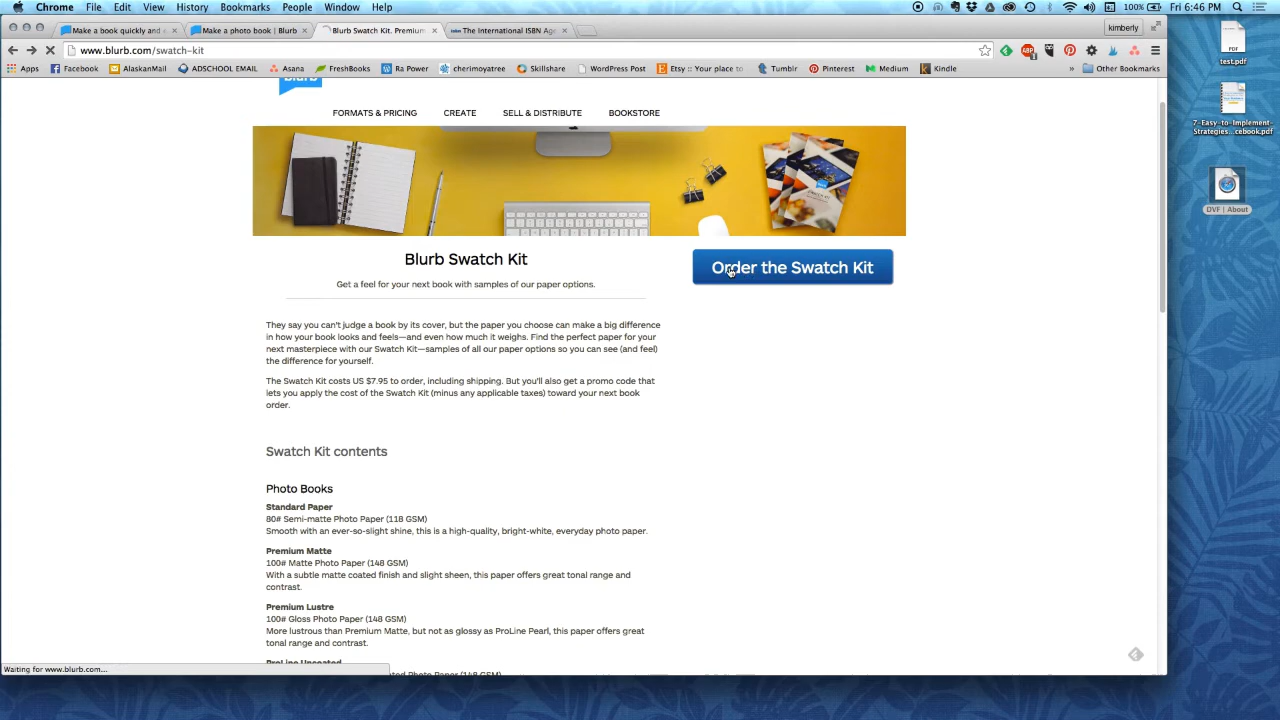 Chrome File Edit View History Bookmarks People Window Help 100% Fri 6:46 PM
Make a book quickly and e Make a photo book | Blurb Blurb Swatch Kit. Premium The International ISBN Age kimberly
www.blurb.com/swatch-kit
Apps Facebook AlaskanMail ADSCHOOL EMAIL Asana FreshBooks Ra Power cherimoyatree Skillshare WordPress Post Etsy :: Your place to Tumblr Pinterest Medium Kindle » Other Bookmarks
blurb
FORMATS & PRICING CREATE SELL & DISTRIBUTE BOOKSTORE
Blurb Swatch Kit
Order the Swatch Kit
Get a feel for your next book with samples of our paper options.
They say you can't judge a book by its cover, but the paper you choose can make a big difference
in how your book looks and feels—and even how much it weighs. Find the perfect paper for your
next masterpiece with our Swatch Kit—samples of all our paper options so you can see (and feel)
the difference for yourself.
The Swatch Kit costs US $7.95 to order, including shipping. But you'll also get a promo code that
lets you apply the cost of the Swatch Kit (minus any applicable taxes) toward your next book
order.
Swatch Kit contents
Photo Books
Standard Paper
80# Semi-matte Photo Paper (118 GSM)
Smooth with an ever-so-slight shine, this is a high-quality, bright-white, everyday photo paper.
Premium Matte
100# Matte Photo Paper (148 GSM)
With a subtle matte coated finish and slight sheen, this paper offers great tonal range and
contrast.
Premium Lustre
100# Gloss Photo Paper (148 GSM)
More lustrous than Premium Matte, but not as glossy as ProLine Pearl, this paper offers great
tonal range and contrast.
ProLine Uncoated
Photo Paper (148 GSM)
Waiting for www.blurb.com...
PDF
test.pdf
7-Easy-to-Implement-
Strategies...cebook.pdf
DVF | About